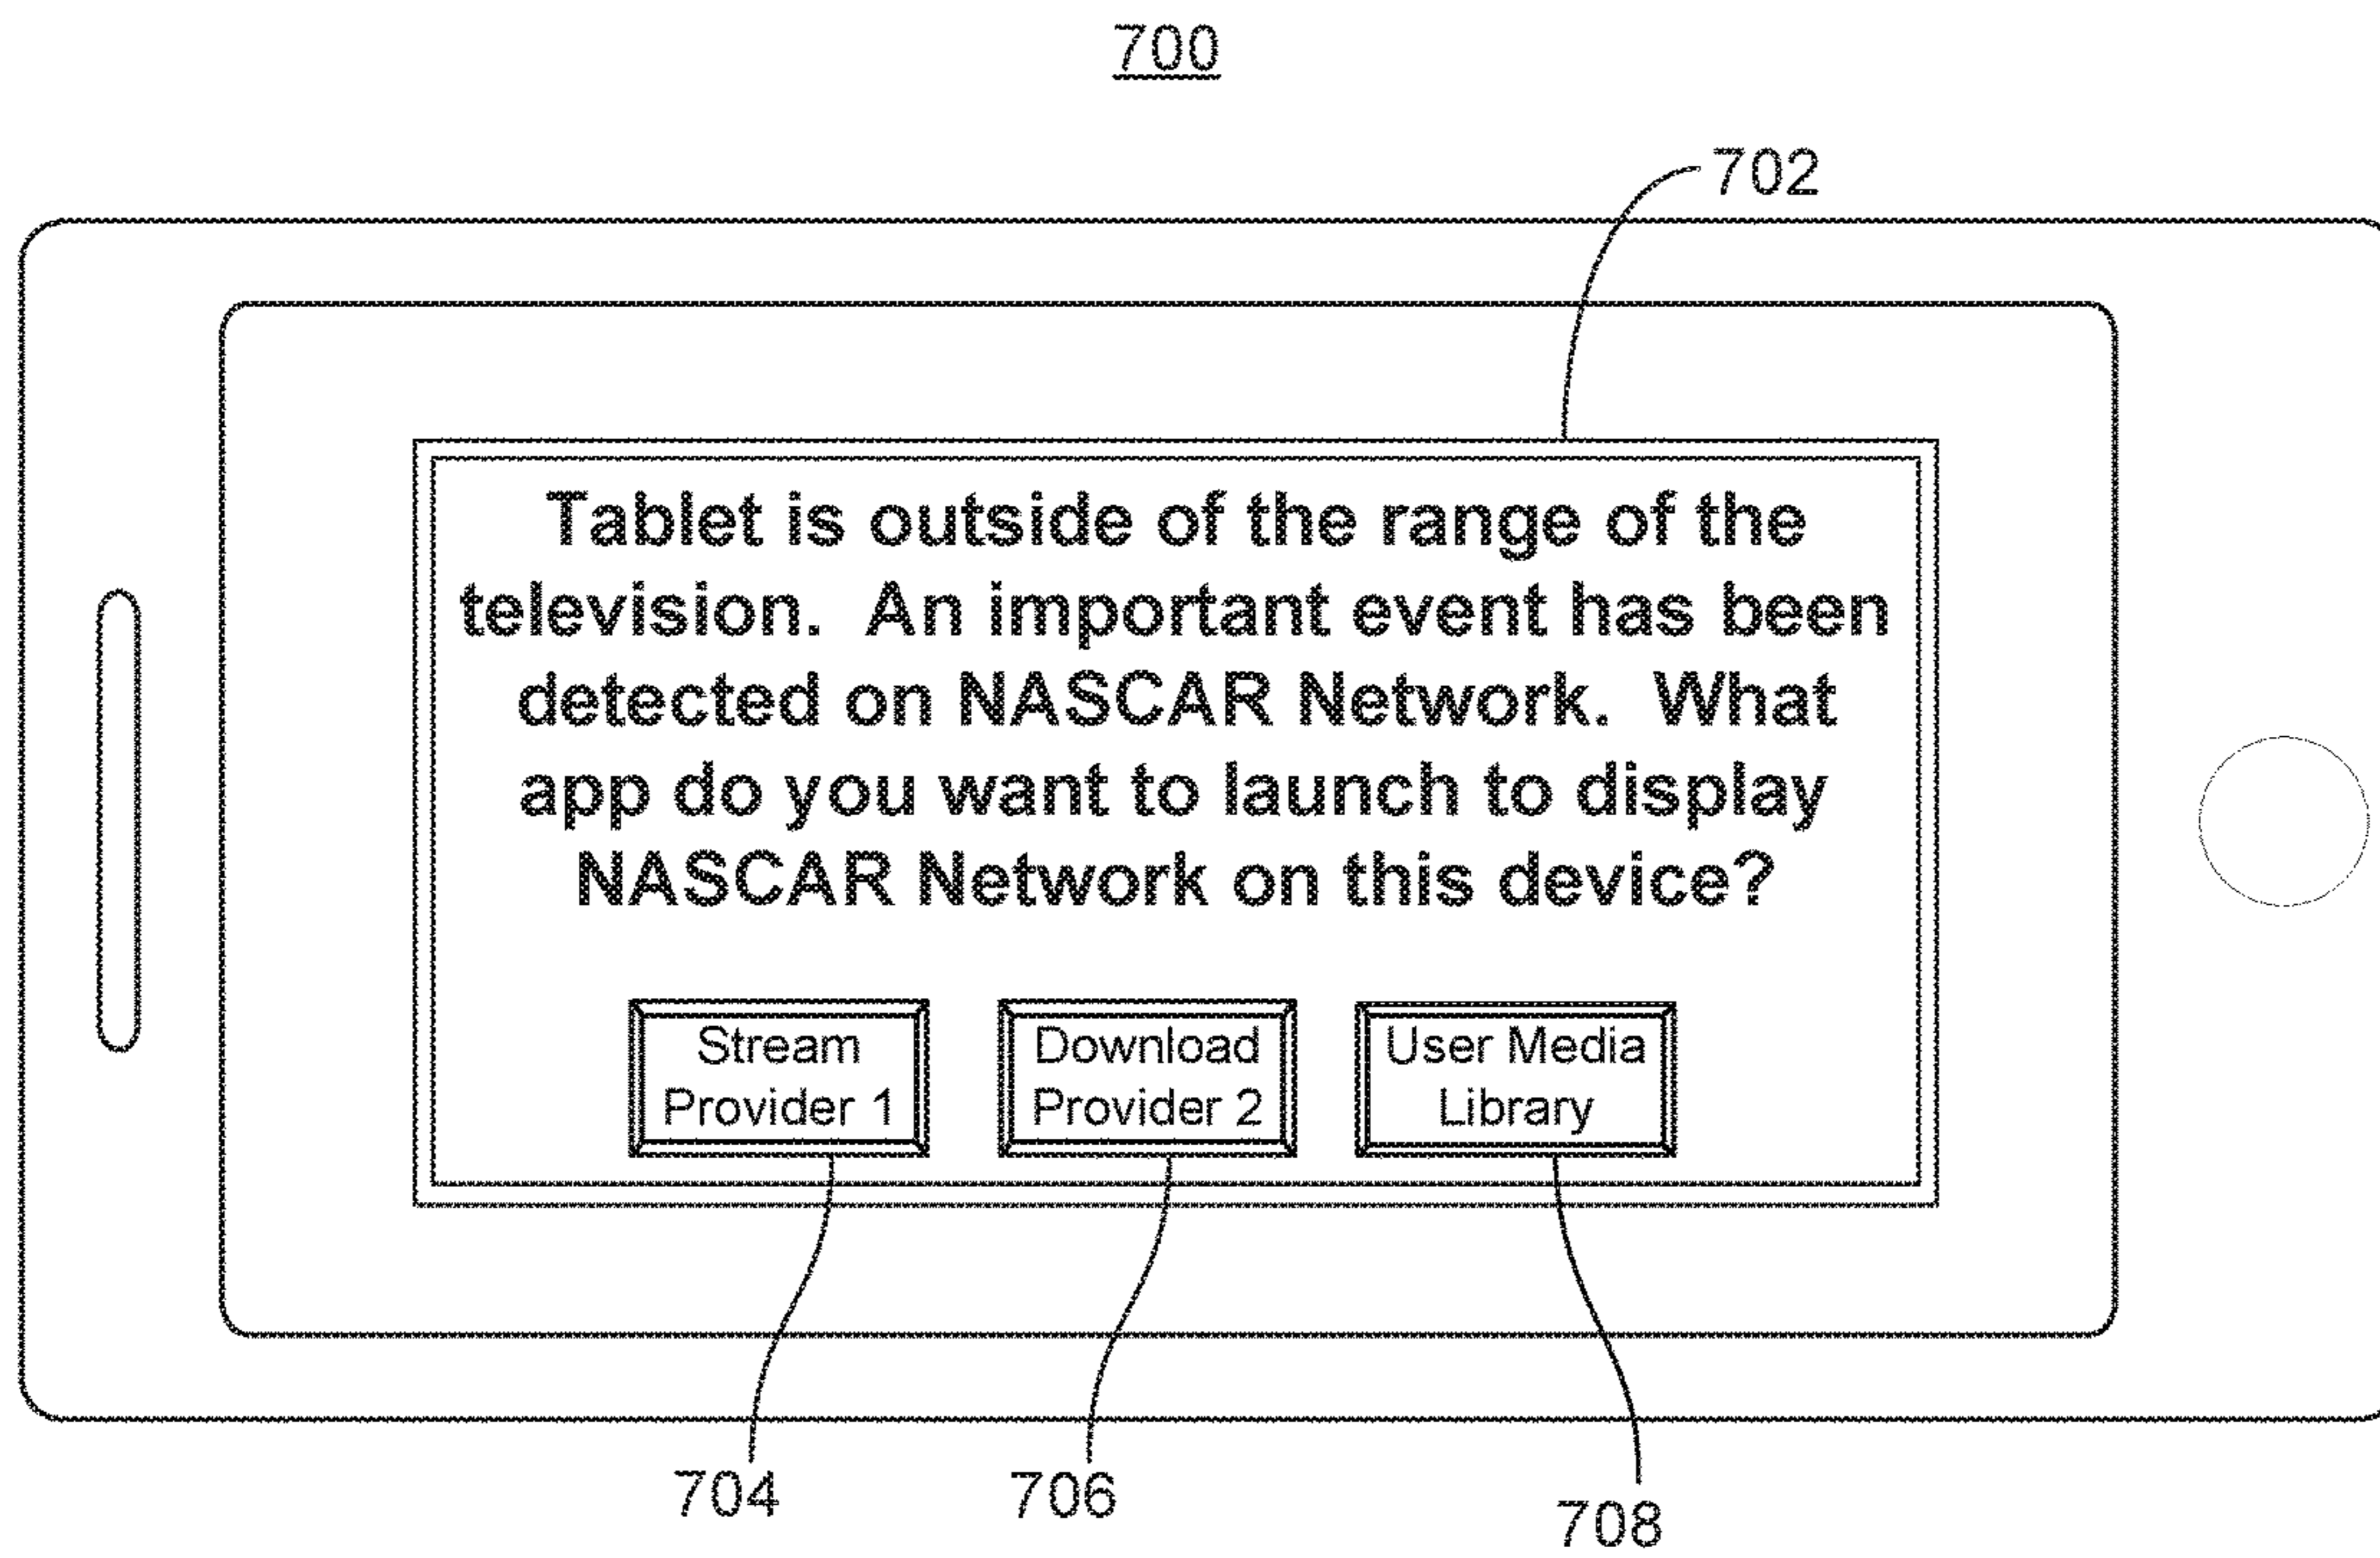 700
702
Tablet is outside of the range of the
television. An important event has been
detected on NASCAR Network. What
app do you want to launch to display
NASCAR Network on this device?
Stream
Provider 1
Download
Provider 2
User Media
Library
704
706
708